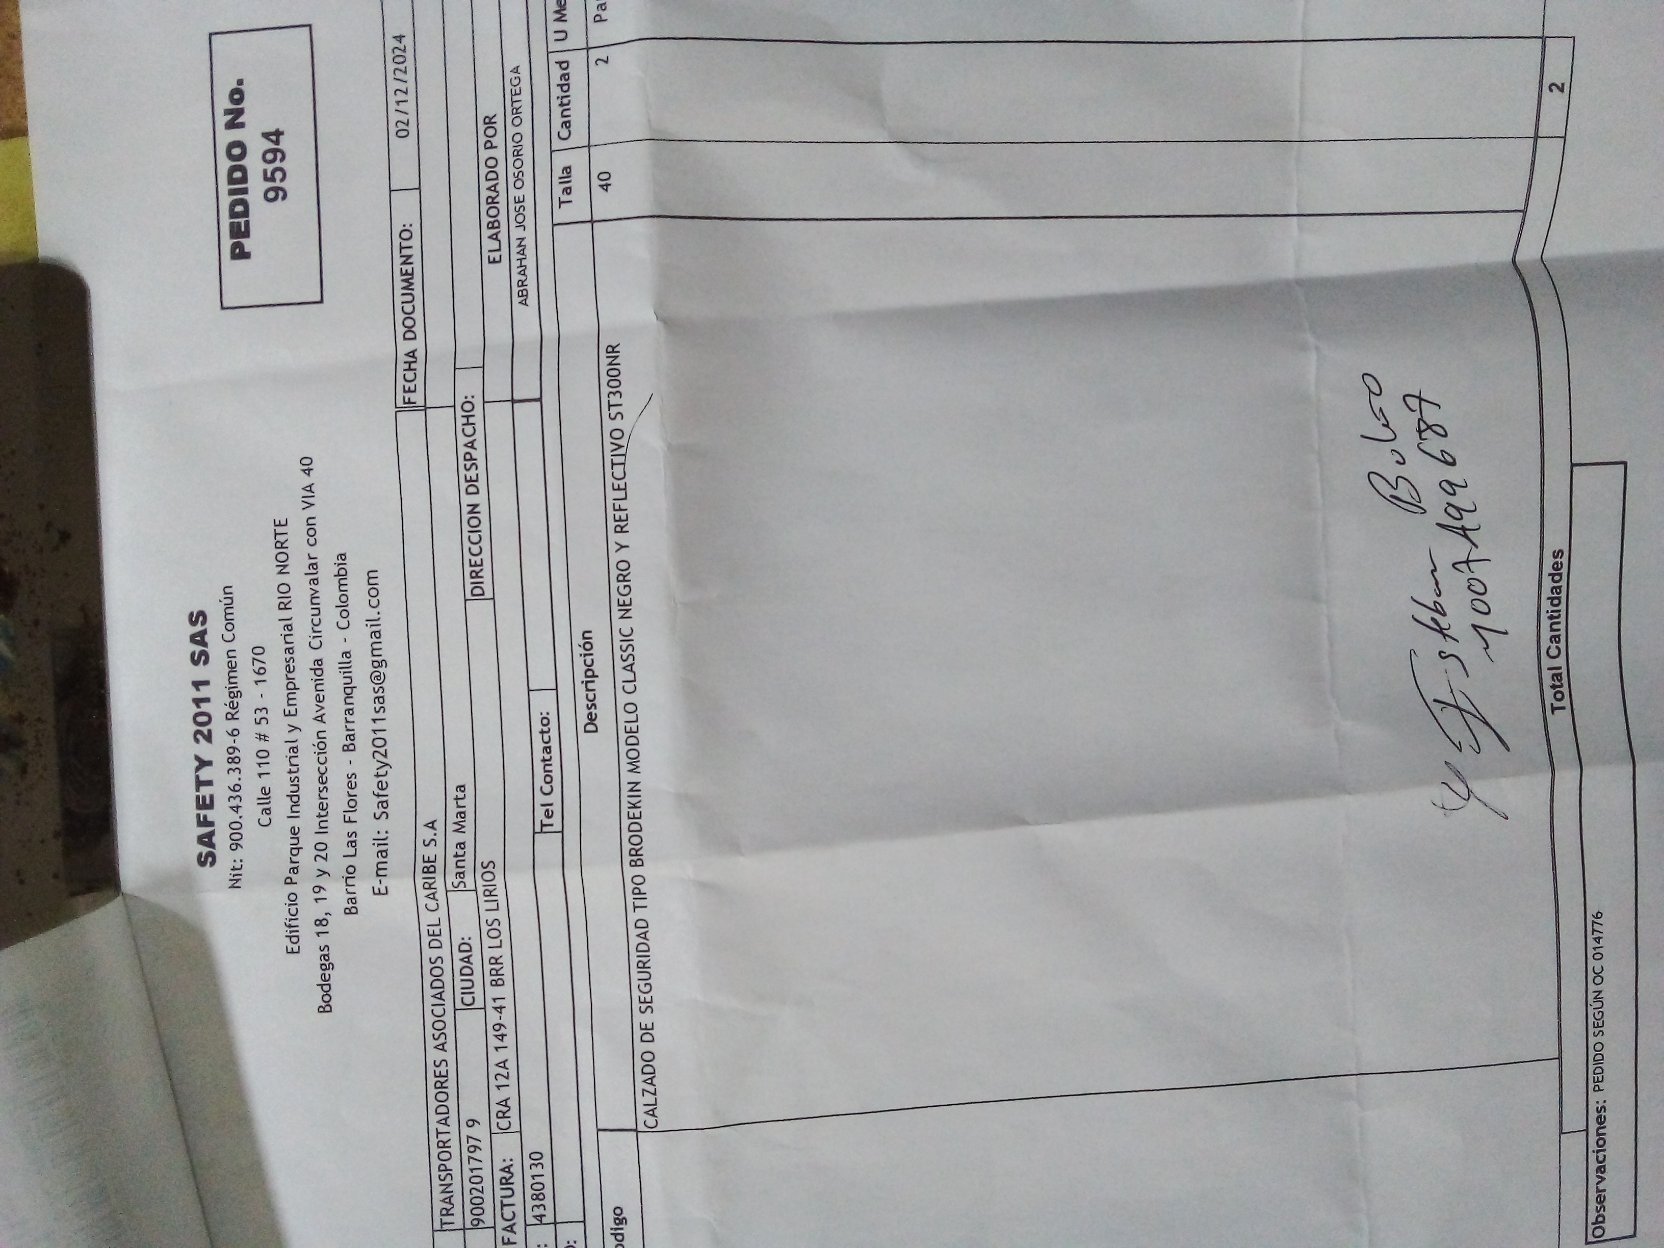 SAFETY 2011 SAS
Nit: 900.436.389-6 Régimen Común
Calle 110 # 53 - 1670
Edificio Parque Industrial y Empresarial RIO NORTE
Bodegas 18, 19 y 20 Intersección Avenida Circunvalar con VIA 40
Barrio Las Flores - Barranquilla - Colombia
E-mail: Safety2011sas@gmail.com
PEDIDO No.
9594
TRANSPORTADORES ASOCIADOS DEL CARIBE S.A FECHA DOCUMENTO: 02/12/2024
900201797 9 CIUDAD: Santa Marta
FACTURA: CRA 12A 149-41 BRR LOS LIRIOS DIRECCION DESPACHO:
: 4380130 Tel Contacto: ELABORADO POR
ABRAHAN JOSE OSORIO ORTEGA
ódigo Descripción Talla Cantidad U Me
CALZADO DE SEGURIDAD TIPO BRODEKIN MODELO CLASSIC NEGRO Y REFLECTIVO ST300NR 40 2 Pa
Esteban
Total Cantidades 2
Observaciones: PEDIDO SEGÚN OC 014776